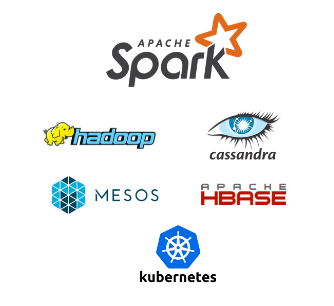 APACHE
Spark
hadoop
cassandra
MESOS
APACHE
HBASE
kubernetes